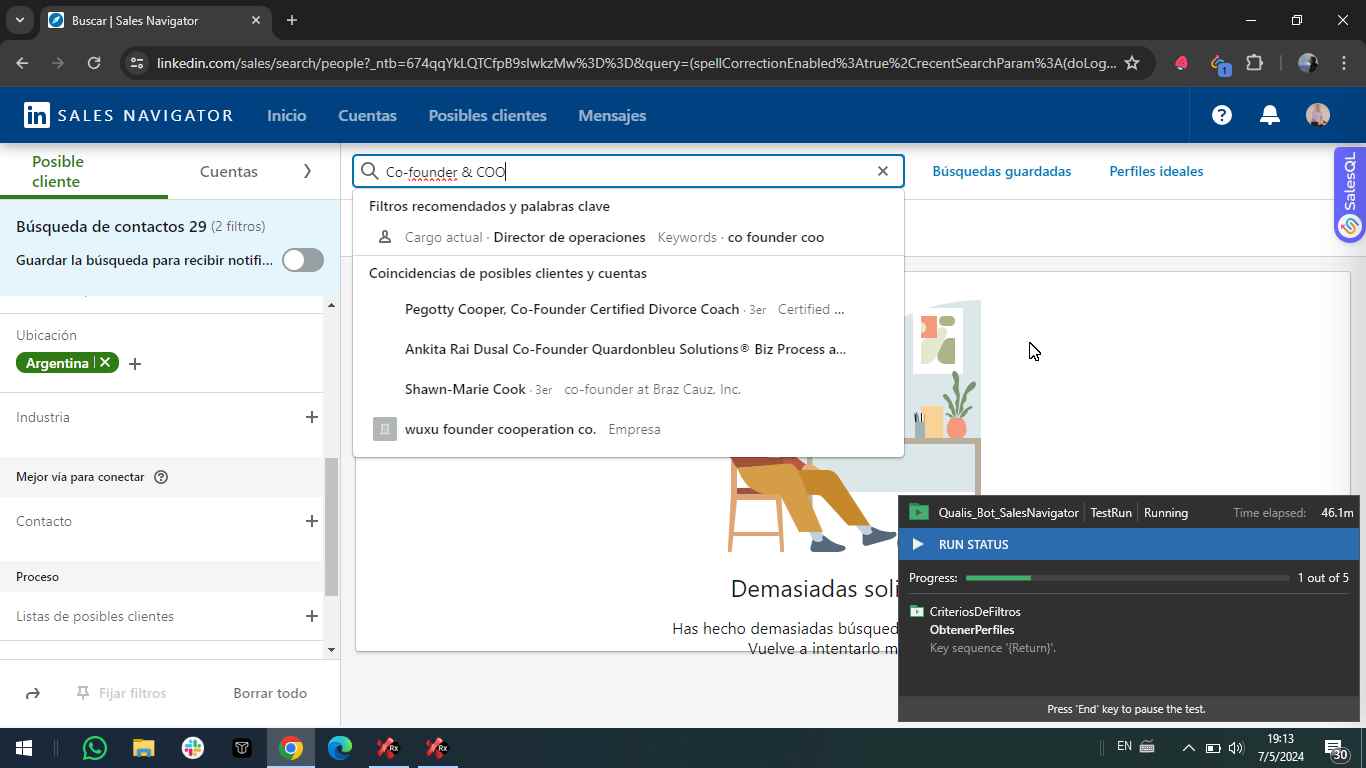 Buscar | Sales Navigator
linkedin.com/sales/search/people?_ntb=674qqYkLQTCfpB9slwkzMw%3D%3D&query=(spellCorrectionEnabled%3Atrue%2CrecentSearchParam%3A(doLog...
1
in SALES NAVIGATOR
Inicio
Cuentas
Posibles clientes
Mensajes
Posible cliente
Cuentas
Co-founder & COO
Búsquedas guardadas
Perfiles ideales
SalesQL
Búsqueda de contactos 29 (2 filtros)
Guardar la búsqueda para recibir notifi...
Filtros recomendados y palabras clave
Cargo actual · Director de operaciones Keywords · co founder coo
Coincidencias de posibles clientes y cuentas
Pegotty Cooper, Co-Founder Certified Divorce Coach · 3er Certified ...
Ankita Rai Dusal Co-Founder Quardonbleu Solutions® Biz Process a...
Shawn-Marie Cook · 3er co-founder at Braz Cauz, Inc.
wuxu founder cooperation co. Empresa
Ubicación
Argentina
Industria
Mejor vía para conectar
Contacto
Proceso
Listas de posibles clientes
Fijar filtros
Borrar todo
Demasiadas soli
Has hecho demasiadas búsqued
Vuelve a intentarlo m
Qualis_Bot_SalesNavigator TestRun Running Time elapsed: 46.1m
RUN STATUS
Progress: 1 out of 5
CriteriosDeFiltros
ObtenerPerfiles
Key sequence '{Return}'.
Press 'End' key to pause the test.
EN
19:13
7/5/2024
30